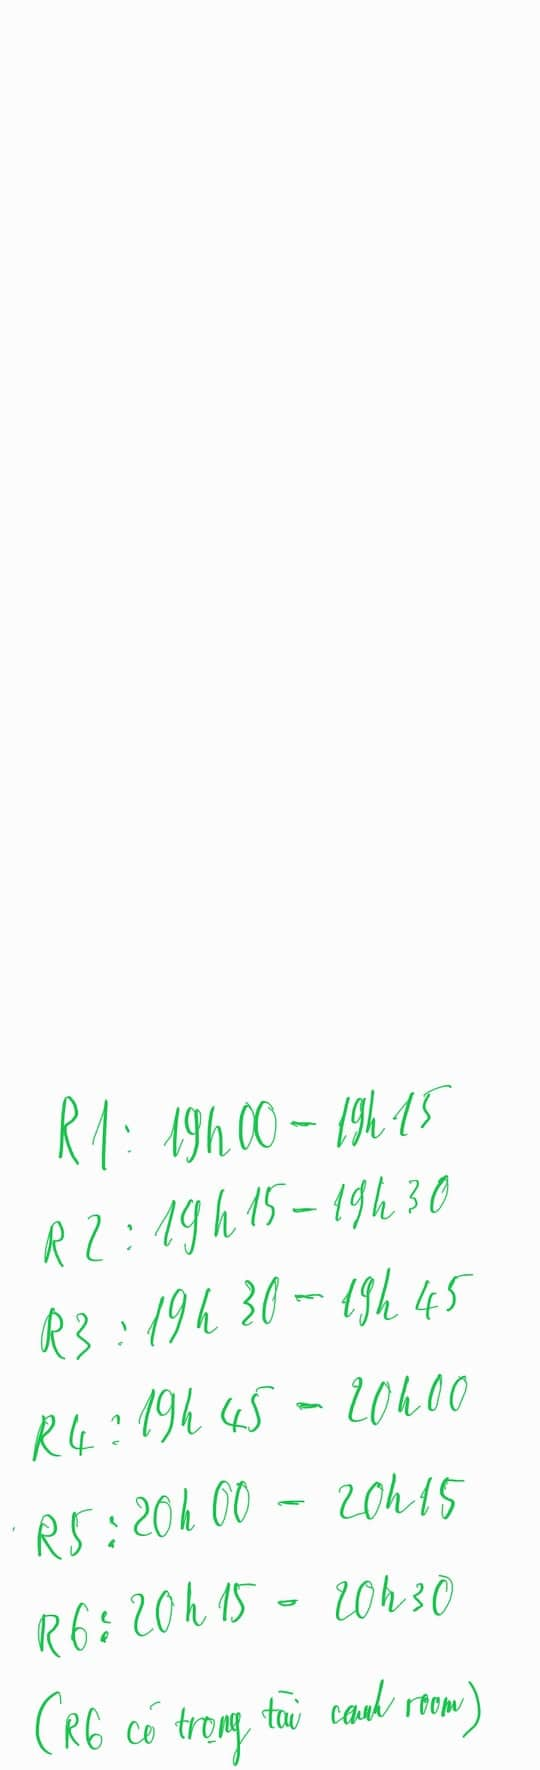 R1: 19h00 - 19h15
R2: 19h15 - 19h30
R3: 19h30 - 19h45
R4: 19h45 - 20h00
R5: 20h00 - 20h15
R6: 20h15 - 20h30
(R6 có trọng tài canh room)